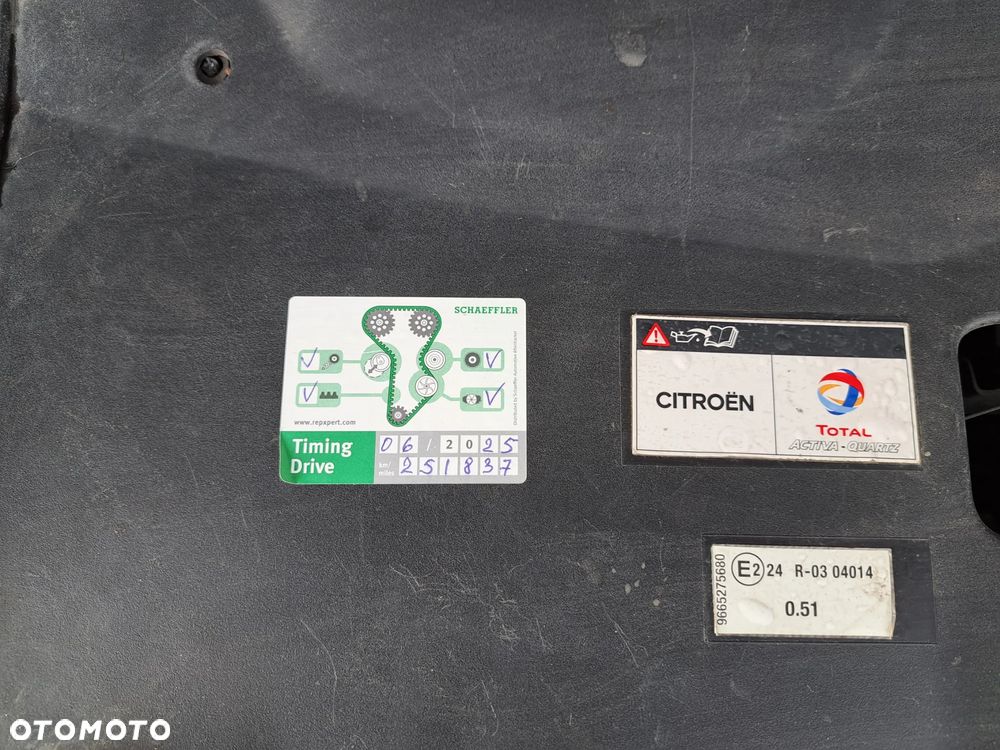 SCHAEFFLER
www.repxpert.com
Distributed by Schaeffler Automotive Aftermarket
Timing Drive
06/2025
km/miles 251837
CITROËN
TOTAL
ACTIVA - QUARTZ
9665275680
E2 24 R-03 04014
0.51
OTOMOTO